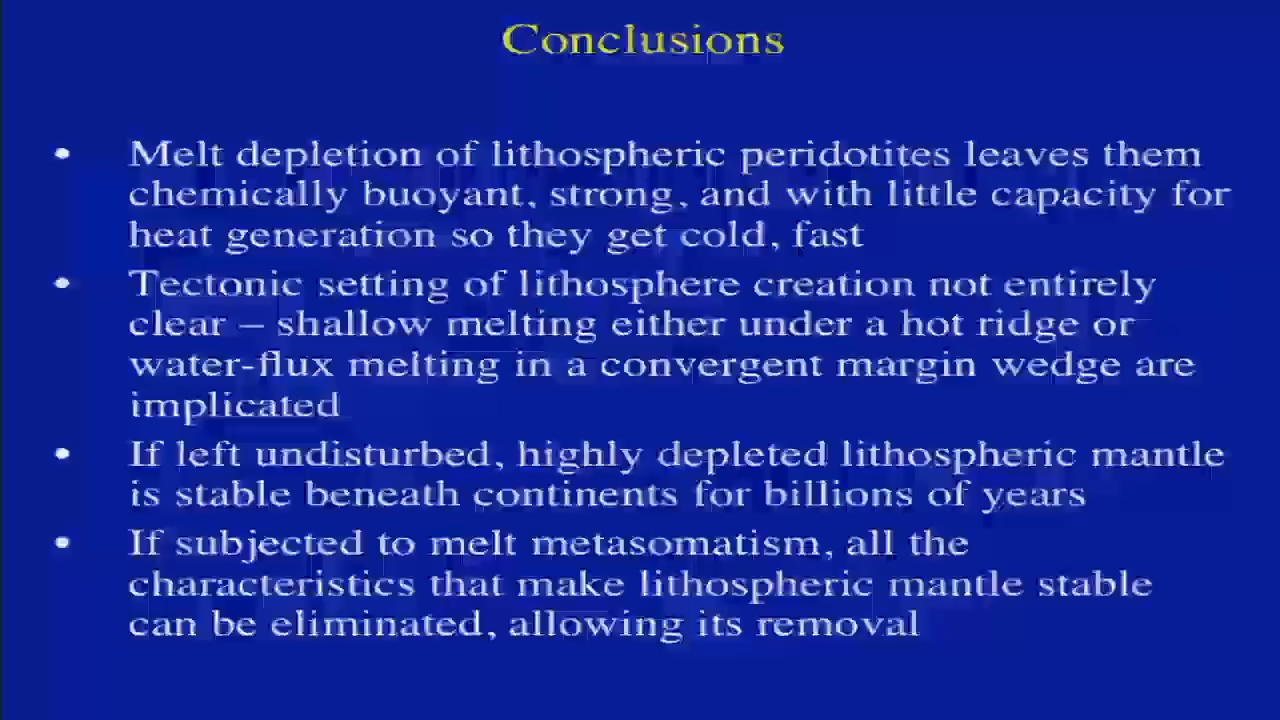 Conclusions
• Melt depletion of lithospheric peridotites leaves them
chemically buoyant, strong, and with little capacity for
heat generation so they get cold, fast
• Tectonic setting of lithosphere creation not entirely
clear – shallow melting either under a hot ridge or
water-flux melting in a convergent margin wedge are
implicated
• If left undisturbed, highly depleted lithospheric mantle
is stable beneath continents for billions of years
• If subjected to melt metasomatism, all the
characteristics that make lithospheric mantle stable
can be eliminated, allowing its removal